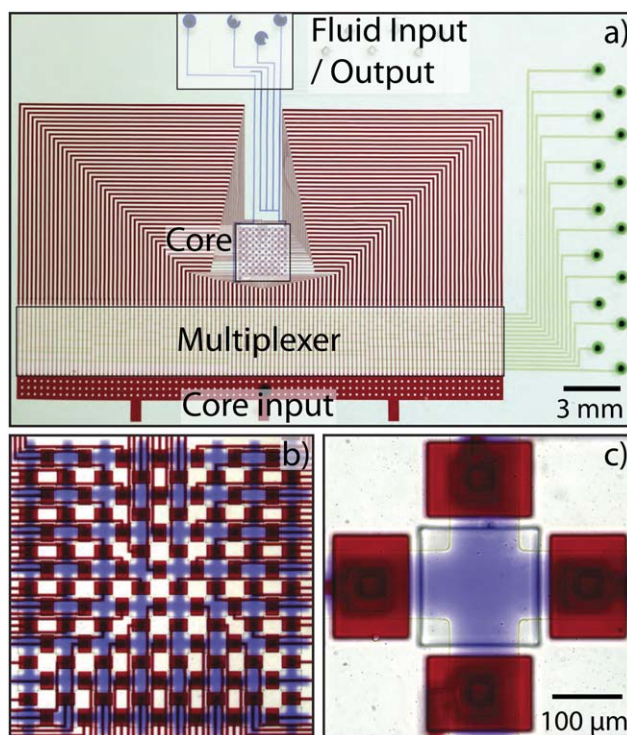 Fluid Input
/ Output
a)
Core
Multiplexer
Core input
3 mm
b)
c)
100 μm